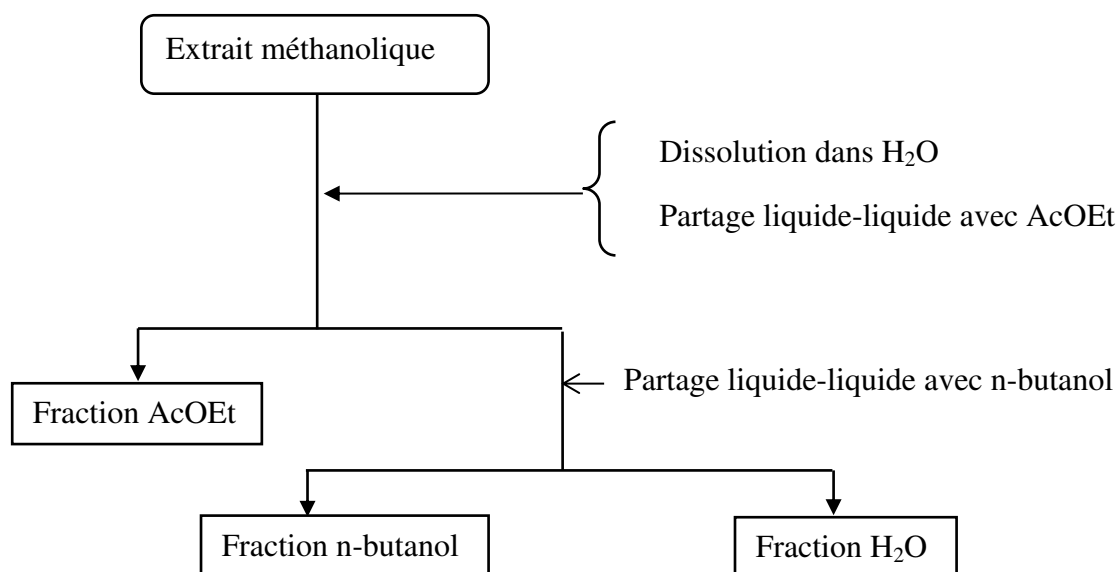 Extrait méthanolique
Dissolution dans H₂O
Partage liquide-liquide avec AcOEt
Partage liquide-liquide avec n-butanol
Fraction AcOEt
Fraction n-butanol
Fraction H₂O